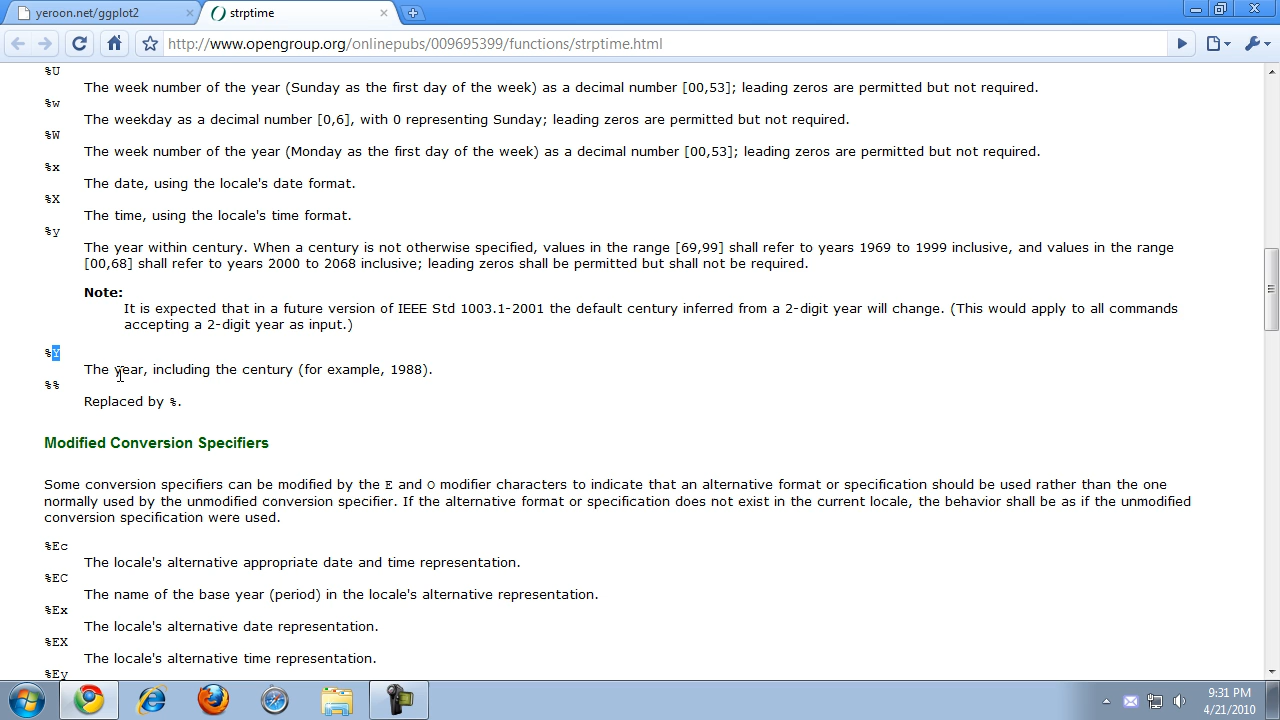 yeroon.net/ggplot2
strptime
http://www.opengroup.org/onlinepubs/009695399/functions/strptime.html
%U
The week number of the year (Sunday as the first day of the week) as a decimal number [00,53]; leading zeros are permitted but not required.
%w
The weekday as a decimal number [0,6], with 0 representing Sunday; leading zeros are permitted but not required.
%W
The week number of the year (Monday as the first day of the week) as a decimal number [00,53]; leading zeros are permitted but not required.
%x
The date, using the locale's date format.
%X
The time, using the locale's time format.
%y
The year within century. When a century is not otherwise specified, values in the range [69,99] shall refer to years 1969 to 1999 inclusive, and values in the range
[00,68] shall refer to years 2000 to 2068 inclusive; leading zeros shall be permitted but shall not be required.
Note:
It is expected that in a future version of IEEE Std 1003.1-2001 the default century inferred from a 2-digit year will change. (This would apply to all commands
accepting a 2-digit year as input.)
%Y
The year, including the century (for example, 1988).
%%
Replaced by %.
Modified Conversion Specifiers
Some conversion specifiers can be modified by the E and O modifier characters to indicate that an alternative format or specification should be used rather than the one
normally used by the unmodified conversion specifier. If the alternative format or specification does not exist in the current locale, the behavior shall be as if the unmodified
conversion specification were used.
%Ec
The locale's alternative appropriate date and time representation.
%EC
The name of the base year (period) in the locale's alternative representation.
%Ex
The locale's alternative date representation.
%EX
The locale's alternative time representation.
%Ey
9:31 PM
4/21/2010